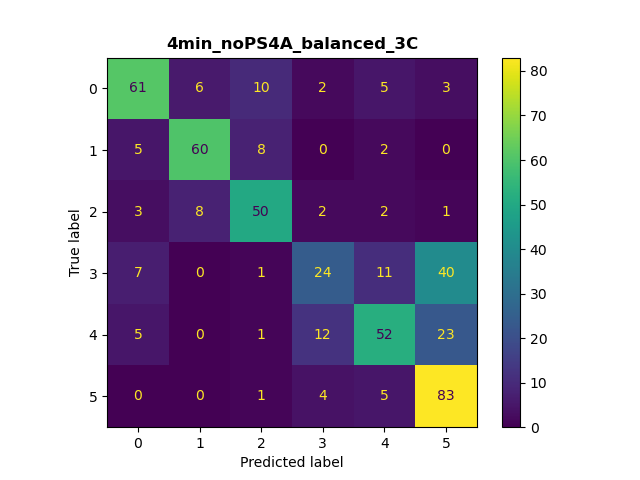 4min_noPS4A_balanced_3C
0 61 6 10 2 5 3
1 5 60 8 0 2 0
2 3 8 50 2 2 1
3 7 0 1 24 11 40
4 5 0 1 12 52 23
5 0 0 1 4 5 83
0 1 2 3 4 5
Predicted label
True label
80
70
60
50
40
30
20
10
0